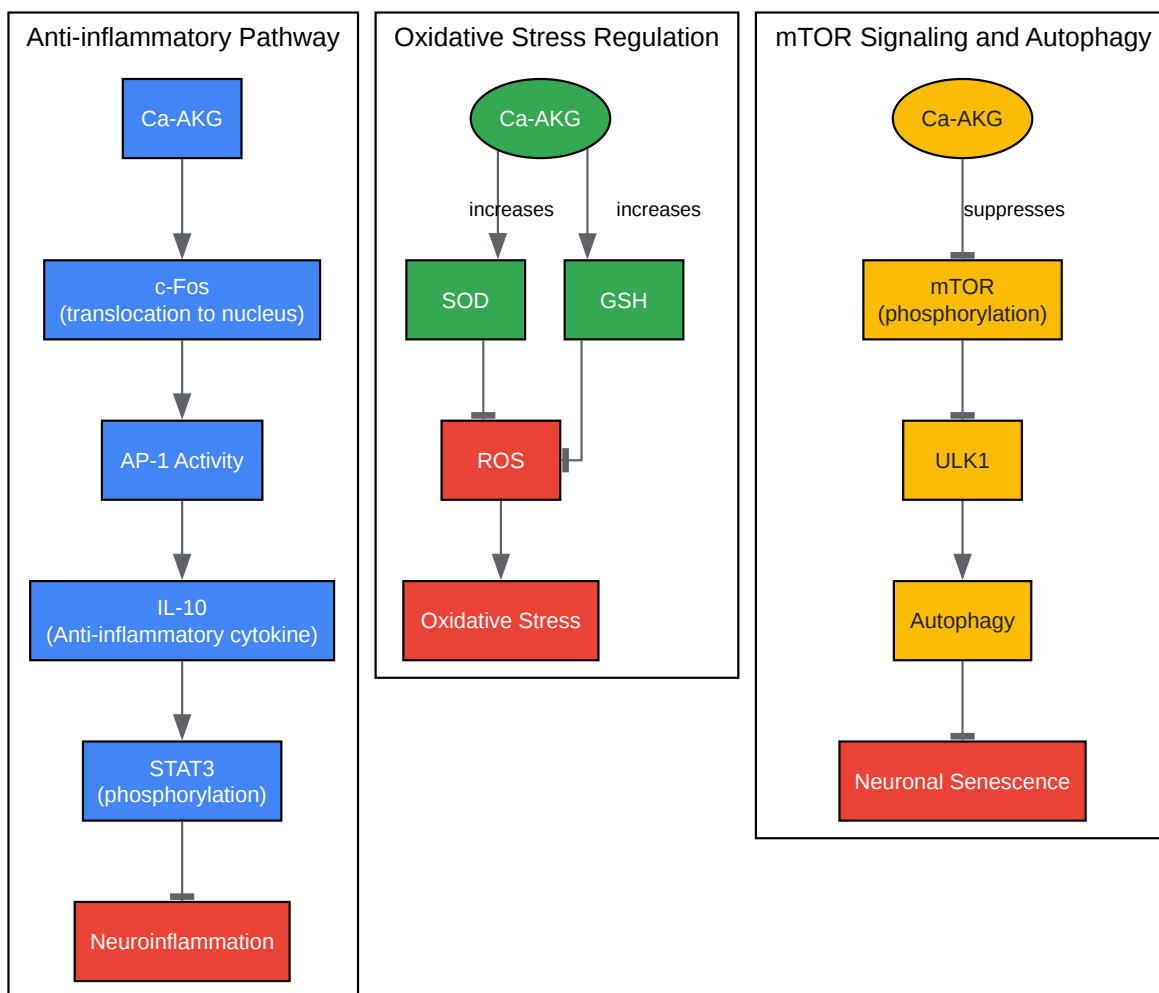 Anti-inflammatory Pathway
Ca-AKG
c-Fos
(translocation to nucleus)
AP-1 Activity
IL-10
(Anti-inflammatory cytokine)
STAT3
(phosphorylation)
Neuroinflammation
Oxidative Stress Regulation
Ca-AKG
increases
increases
SOD
GSH
ROS
Oxidative Stress
mTOR Signaling and Autophagy
Ca-AKG
suppresses
mTOR
(phosphorylation)
ULK1
Autophagy
Neuronal Senescence